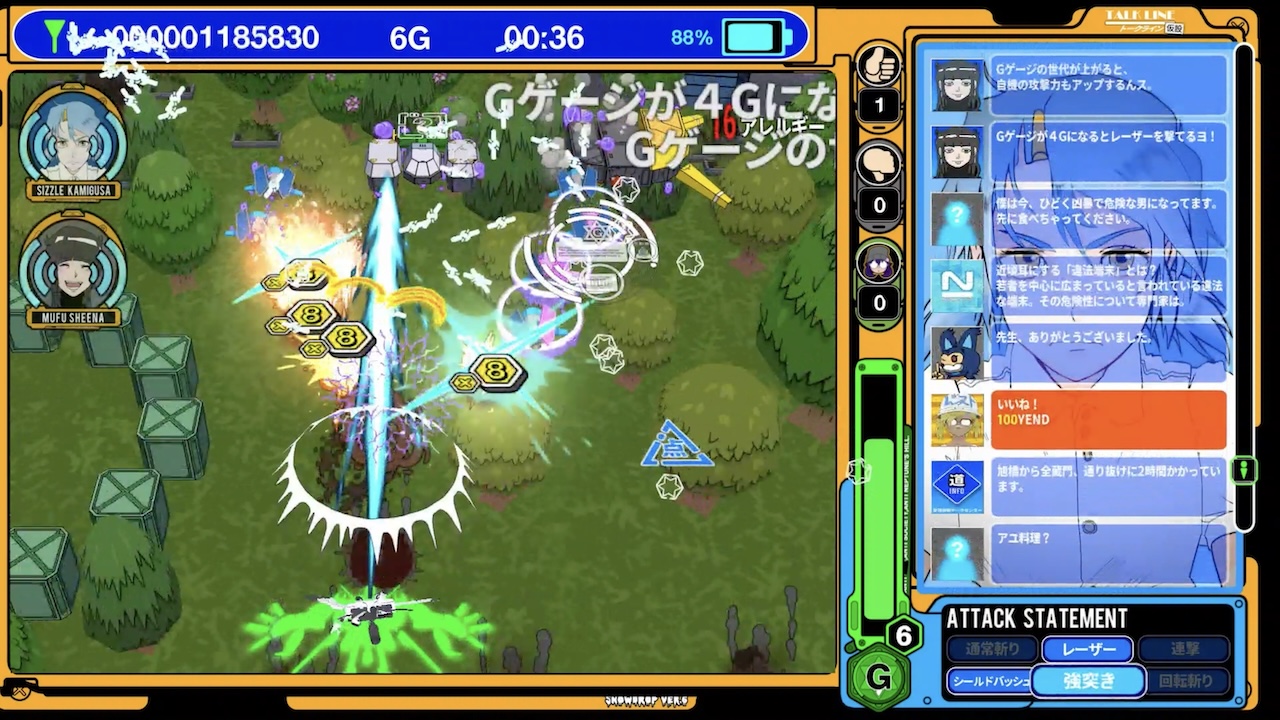 000001185830
6G
00:36
88%
TALK LINE
トークライン 仮設
SIZZLE KAMIGUSA
MUFU SHEENA
Gゲージが４Gにな
16
アレルギー
Gゲージの
8
8
8
8
点
1
0
0
Gゲージの世代が上がると、
自機の攻撃力もアップするんス。
Gゲージが４Gになるとレーザーを撃てるヨ！
僕は今、ひどく凶暴で危険な男になってます。
先に食べちゃってください。
近頃耳にする「違法端末」とは？
若者を中心に広まっていると言われている違法
な端末。その危険性について専門家は。
先生、ありがとうございました。
いいね！
100YEND
道
INFO
旭橋から全蔵門、通り抜けに2時間かかってい
ます。
アユ料理？
6
G
ATTACK STATEMENT
通常斬り
レーザー
連撃
シールドバッシュ
強突き
回転斬り
SNOWDROP VER.6